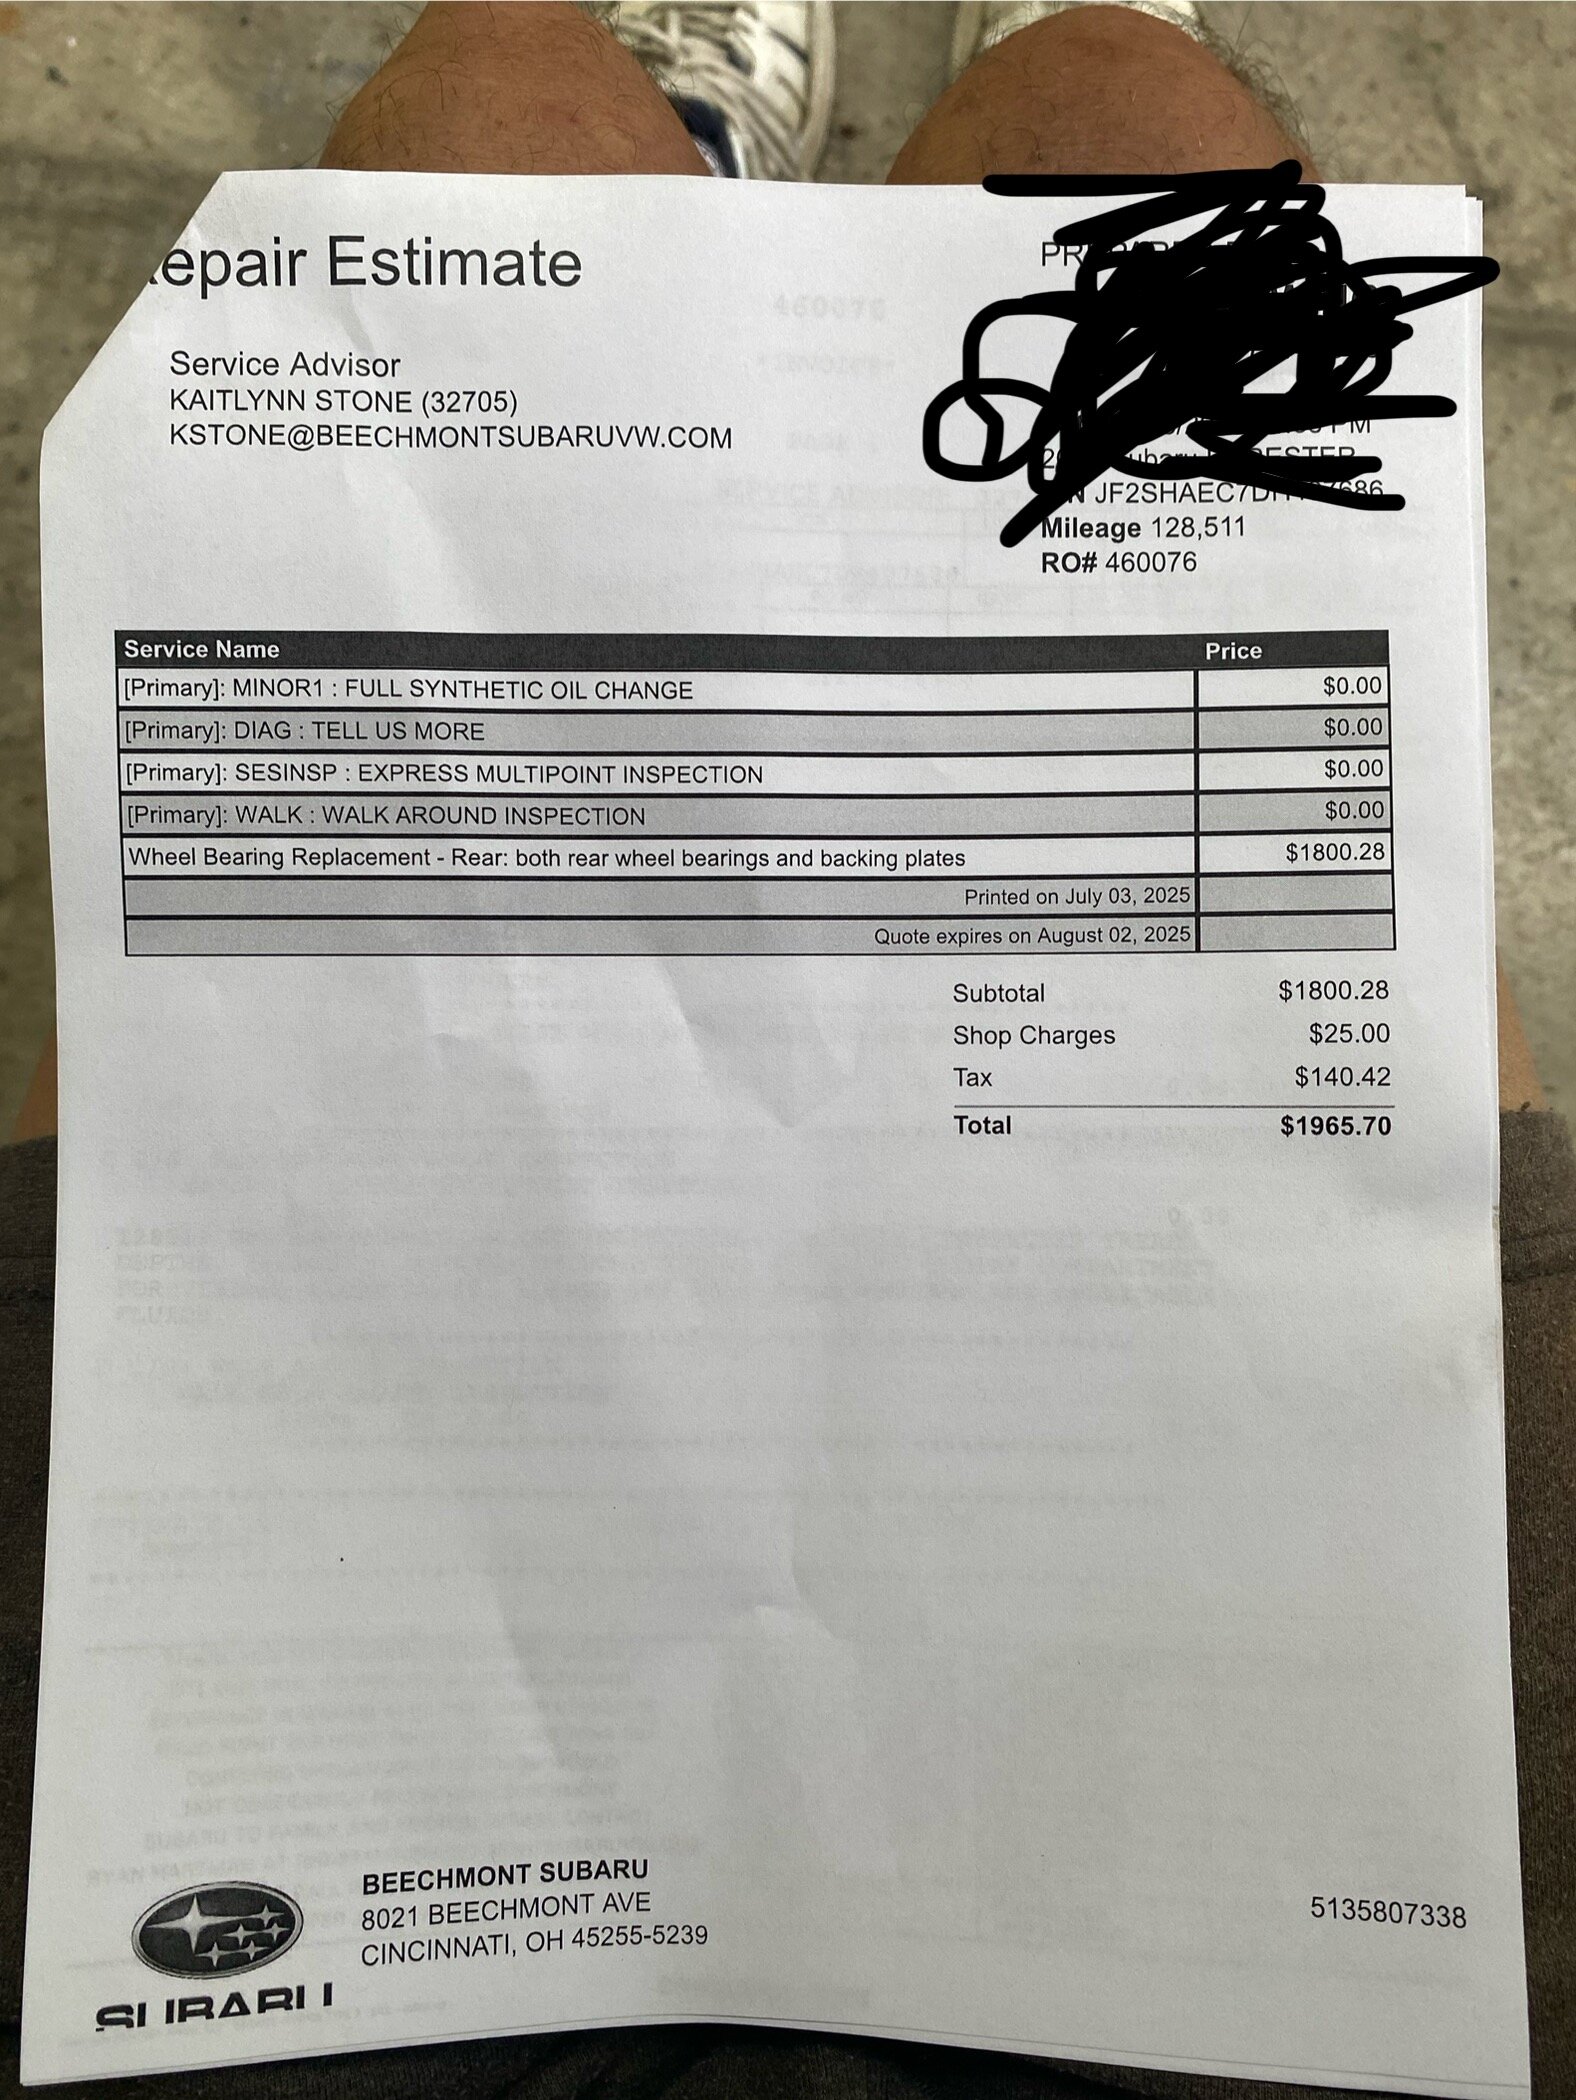 epair Estimate
Service Advisor
KAITLYNN STONE (32705)
KSTONE@BEECHMONTSUBARUVW.COM
Mileage 128,511
RO# 460076
Service Name Price
[Primary]: MINOR1 : FULL SYNTHETIC OIL CHANGE $0.00
[Primary]: DIAG : TELL US MORE $0.00
[Primary]: SESINSP : EXPRESS MULTIPOINT INSPECTION $0.00
[Primary]: WALK : WALK AROUND INSPECTION $0.00
Wheel Bearing Replacement - Rear: both rear wheel bearings and backing plates $1800.28
Printed on July 03, 2025
Quote expires on August 02, 2025
Subtotal $1800.28
Shop Charges $25.00
Tax $140.42
Total $1965.70
BEECHMONT SUBARU
8021 BEECHMONT AVE
CINCINNATI, OH 45255-5239
5135807338
SUBARU